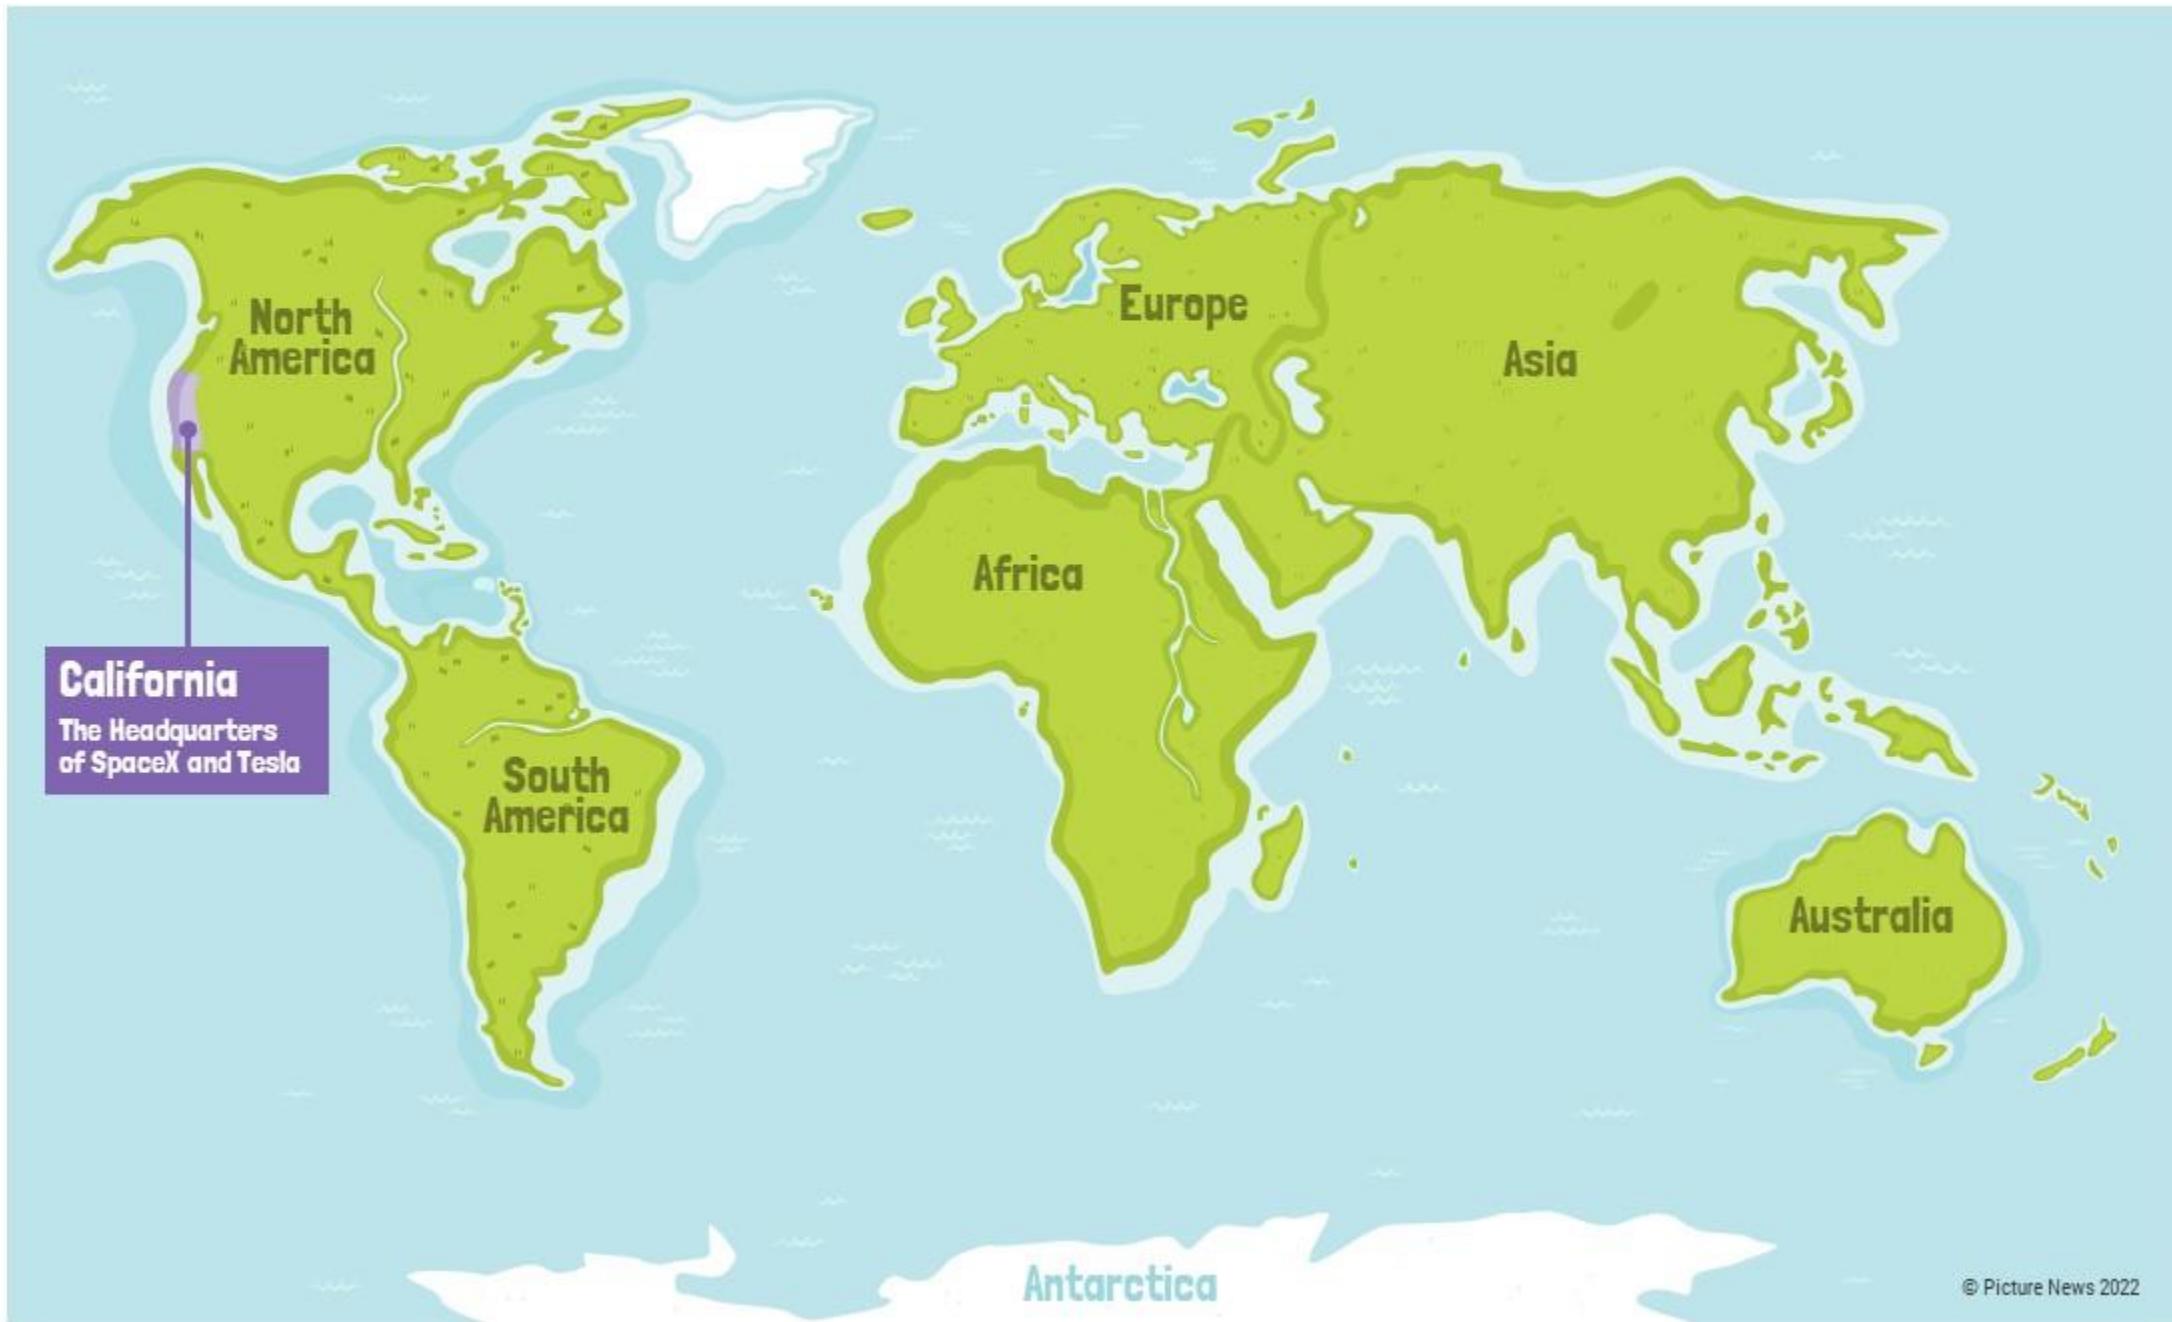 North
America
Europe
Asia
Africa
California
The Headquarters
of SpaceX and Tesla
South
America
Australia
Antarctica
© Picture News 2022